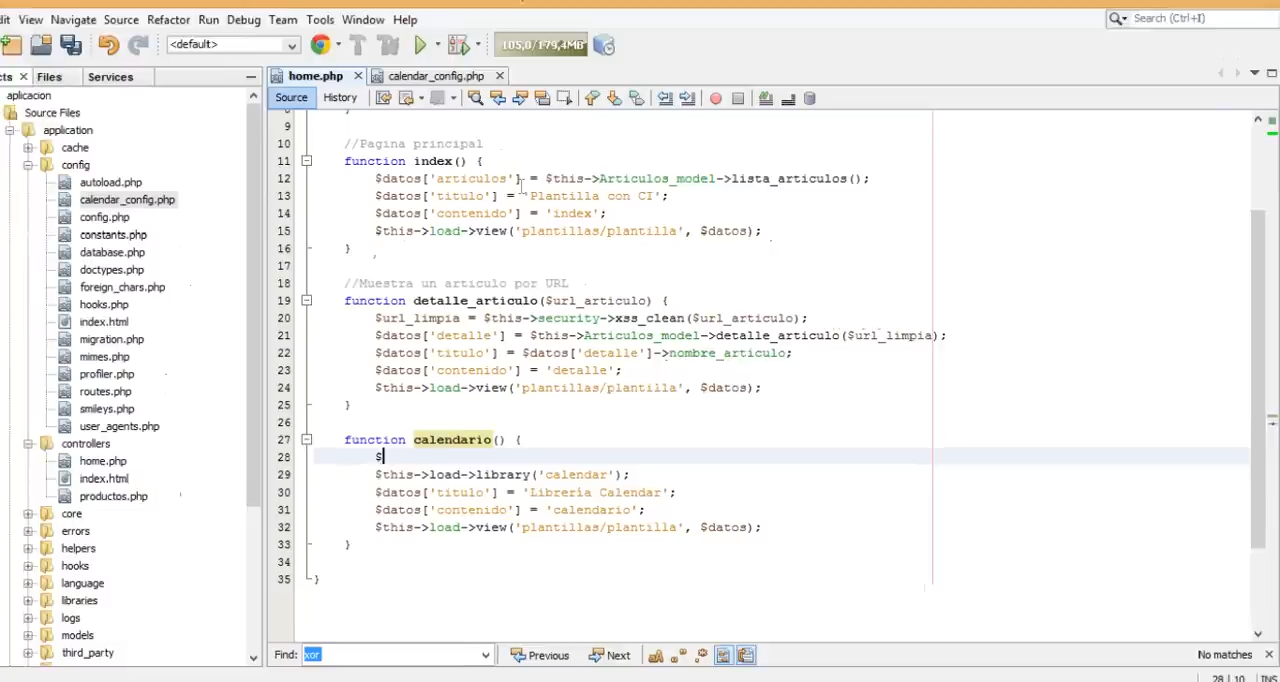 dit View Navigate Source Refactor Run Debug Team Tools Window Help
Search (Ctrl+I)
<default>
105,0/179,4MB
cts Files Services
home.php calendar_config.php
Source History
aplicacion
Source Files
application
cache
config
autoload.php
calendar_config.php
config.php
constants.php
database.php
doctypes.php
foreign_chars.php
hooks.php
index.html
migration.php
mimes.php
profiler.php
routes.php
smileys.php
user_agents.php
controllers
home.php
index.html
productos.php
core
errors
helpers
hooks
language
libraries
logs
models
third_party
9
10 //Pagina principal
11 function index() {
12 $datos['articulos'] = $this->Articulos_model->lista_articulos();
13 $datos['titulo'] = 'Plantilla con CI';
14 $datos['contenido'] = 'index';
15 $this->load->view('plantillas/plantilla', $datos);
16 }
17
18 //Muestra un articulo por URL
19 function detalle_articulo($url_articulo) {
20 $url_limpia = $this->security->xss_clean($url_articulo);
21 $datos['detalle'] = $this->Articulos_model->detalle_articulo($url_limpia);
22 $datos['titulo'] = $datos['detalle']->nombre_articulo;
23 $datos['contenido'] = 'detalle';
24 $this->load->view('plantillas/plantilla', $datos);
25 }
26
27 function calendario() {
28 $
29 $this->load->library('calendar');
30 $datos['titulo'] = 'Librería Calendar';
31 $datos['contenido'] = 'calendario';
32 $this->load->view('plantillas/plantilla', $datos);
33 }
34
35 }
Find: xor Previous Next No matches
28 | 10 INS